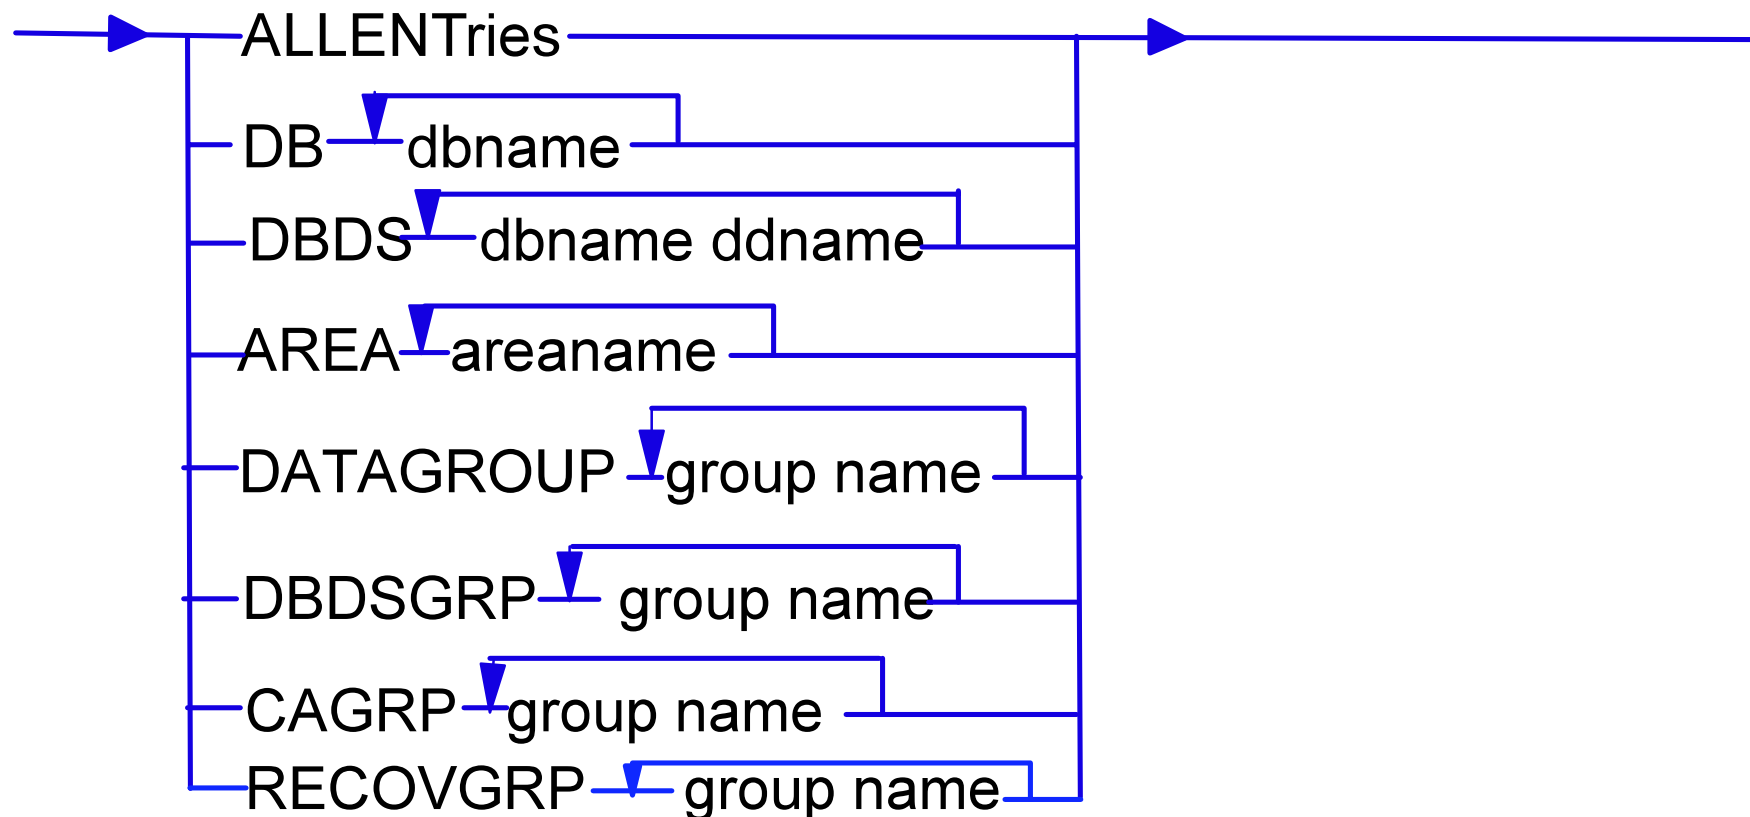 ALLENTries
DB dbname
DBDS dbname ddname
AREA areaname
DATAGROUP group name
DBDSGRP group name
CAGRP group name
RECOVGRP group name